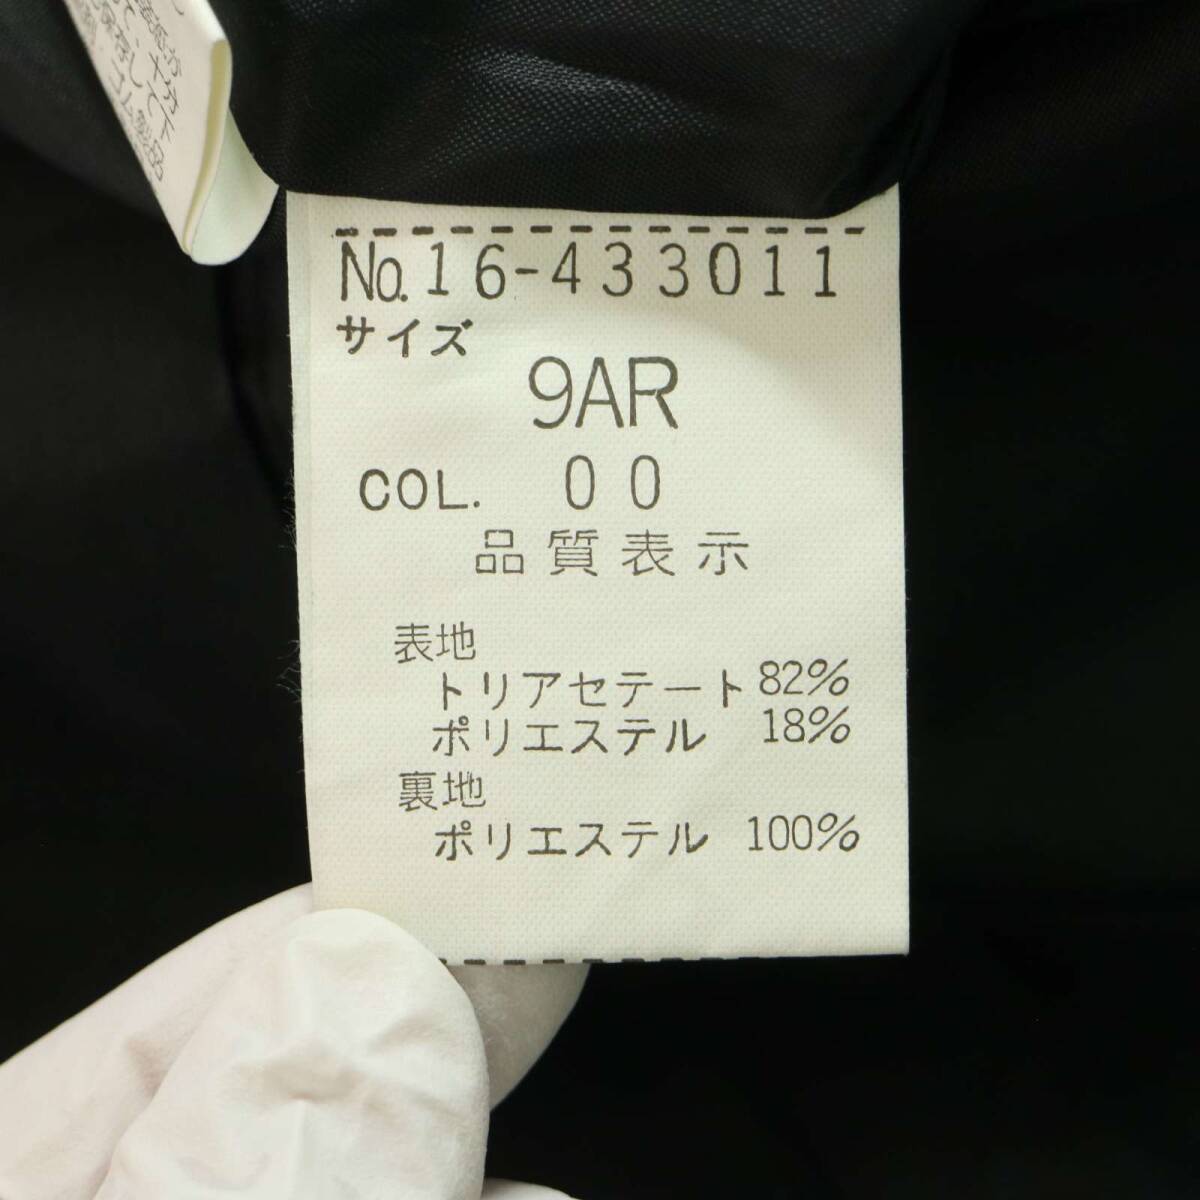 No.16-433011
サイズ
9AR
COL. 00
品質表示
表地
トリアセテート 82%
ポリエステル 18%
裏地
ポリエステル 100%